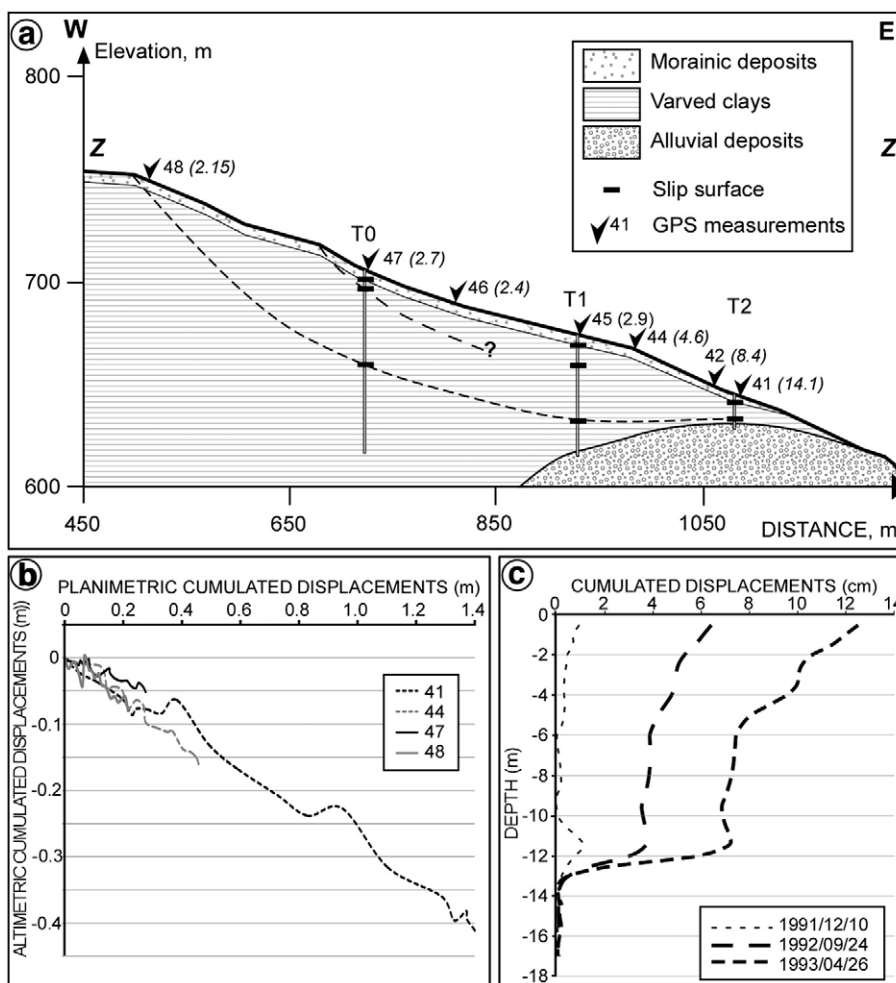 a
W
E
Elevation, m
800
700
600
Z
Z
Morainic deposits
Varved clays
Alluvial deposits
Slip surface
41 GPS measurements
48 (2.15)
T0
47 (2.7)
46 (2.4)
T1
45 (2.9)
44 (4.6)
T2
42 (8.4)
41 (14.1)
?
450 650 850 1050 DISTANCE, m
b
PLANIMETRIC CUMULATED DISPLACEMENTS (m)
0 0.2 0.4 0.6 0.8 1.0 1.2 1.4
ALTIMETRIC CUMULATED DISPLACEMENTS (m))
0
-0.1
-0.2
-0.3
-0.4
41
44
47
48
c
CUMULATED DISPLACEMENTS (cm)
0 2 4 6 8 10 12 14
DEPTH (m)
0
-2
-4
-6
-8
-10
-12
-14
-16
-18
1991/12/10
1992/09/24
1993/04/26